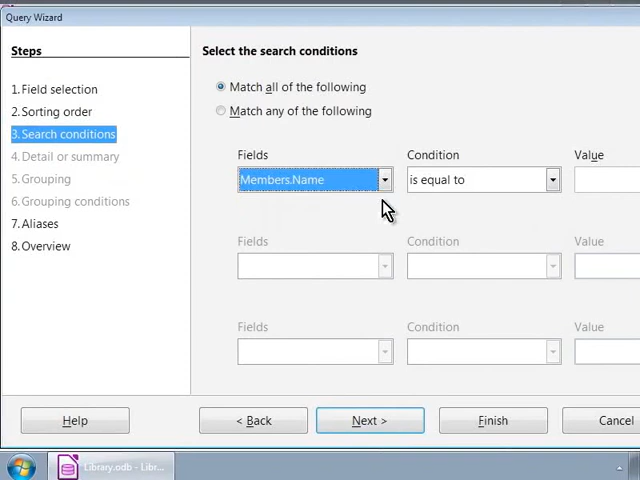 Query Wizard
Steps
1. Field selection
2. Sorting order
3. Search conditions
4. Detail or summary
5. Grouping
6. Grouping conditions
7. Aliases
8. Overview
Select the search conditions
Match all of the following
Match any of the following
Fields Condition Value
Members.Name is equal to
Fields Condition Value
Fields Condition Value
Help < Back Next > Finish Cancel
Library.odb - Libr...